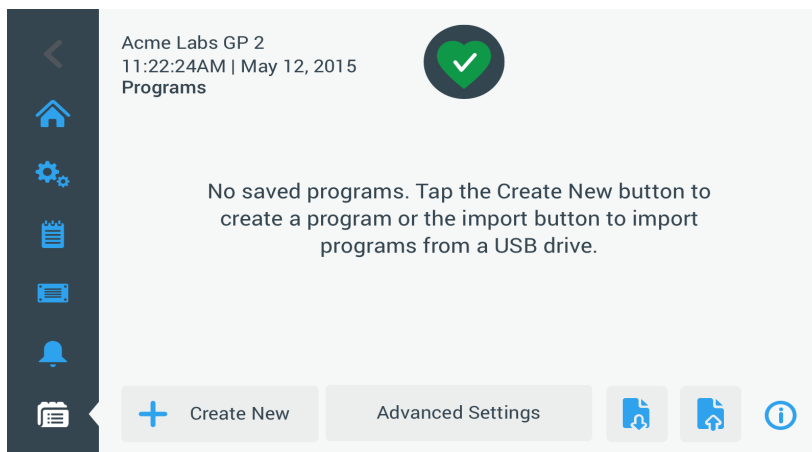 Acme Labs GP 2
11:22:24AM | May 12, 2015
Programs
No saved programs. Tap the Create New button to
create a program or the import button to import
programs from a USB drive.
Create New
Advanced Settings